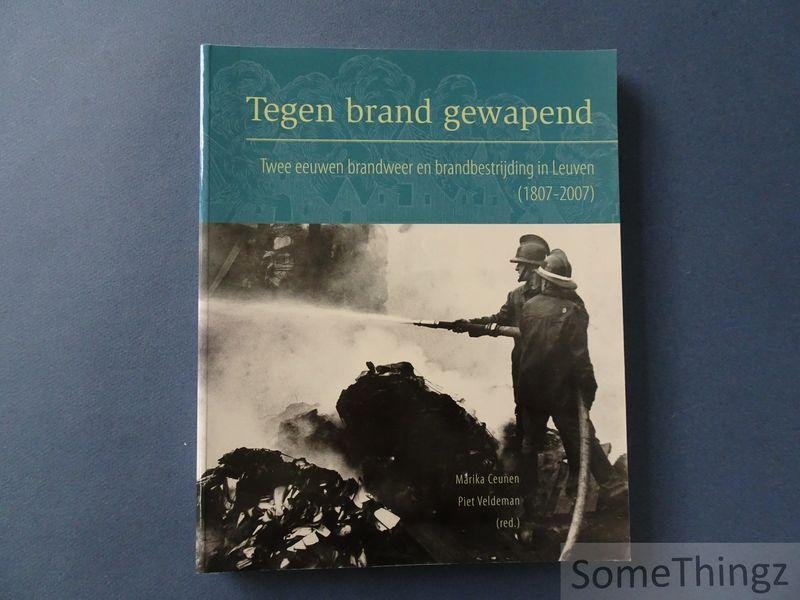 Tegen brand gewapend
Twee eeuwen brandweer en brandbestrijding in Leuven
(1807-2007)
Marika Ceunen
Piet Veldeman
(red.)
SomeThingz